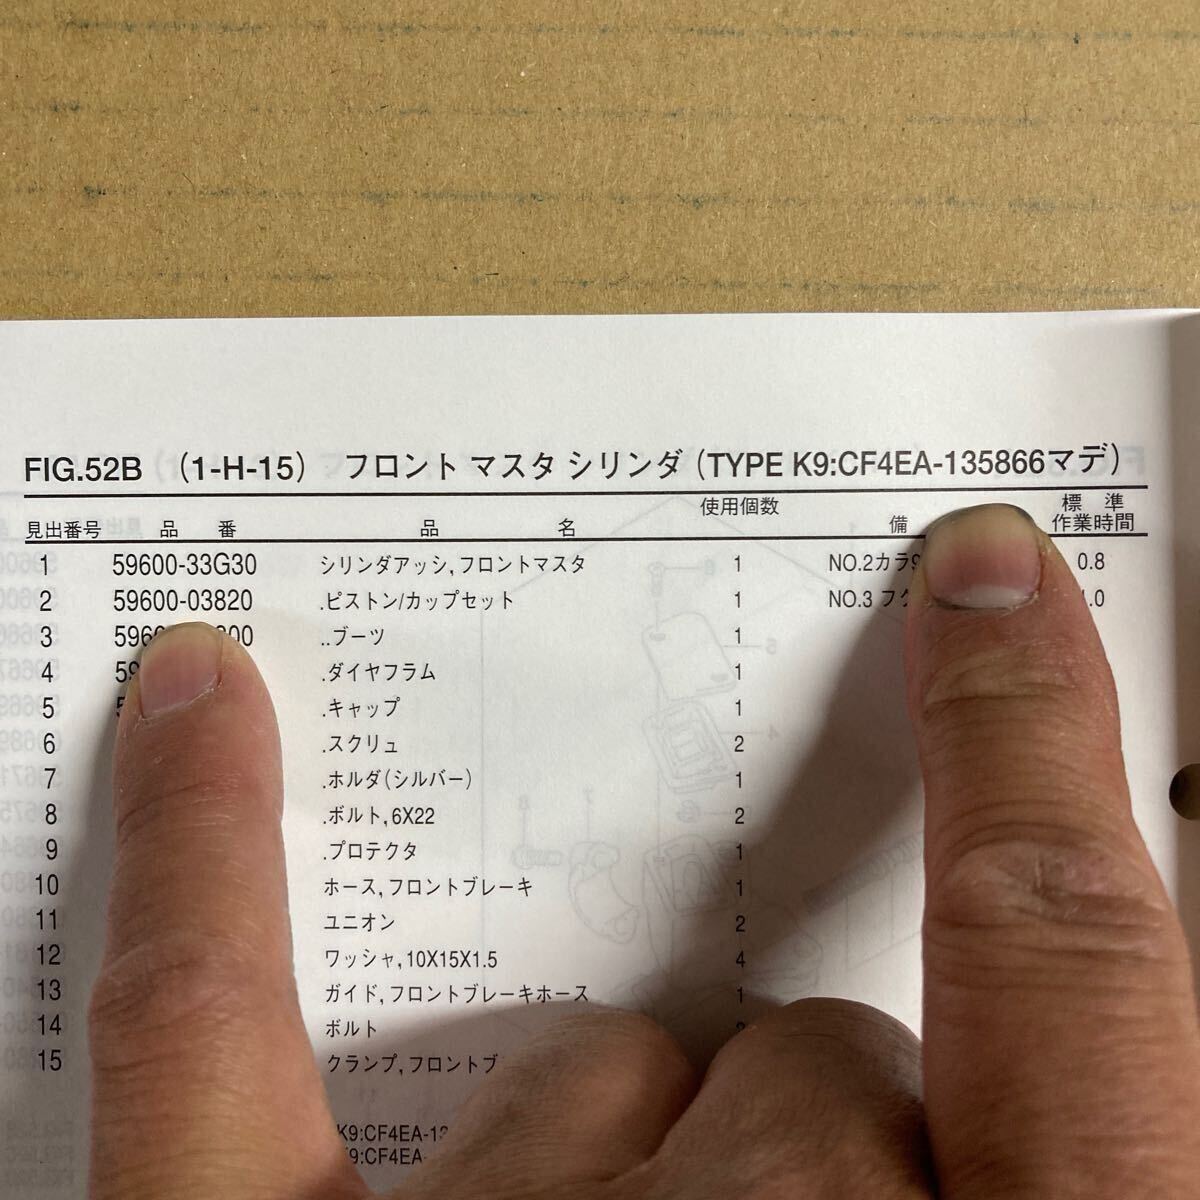 FIG.52B (1-H-15) フロント マスタ シリンダ (TYPE K9:CF4EA-135866マデ)
見出番号 品 番 品 名 使用個数 備 標 準 作業時間
1 59600-33G30 シリンダアッシ,フロントマスタ 1 NO.2カラ 0.8
2 59600-03820 .ピストン/カップセット 1 NO.3
3 ..ブーツ 1
4 .ダイヤフラム 1
5 .キャップ 1
6 .スクリュ 2
7 .ホルダ(シルバー) 1
8 .ボルト,6X22 2
9 .プロテクタ 1
10 ホース,フロントブレーキ 1
11 ユニオン 2
12 ワッシャ,10X15X1.5 4
13 ガイド,フロントブレーキホース 1
14 ボルト
15 クランプ,フロントブ
K9:CF4EA-13
K9:CF4EA-